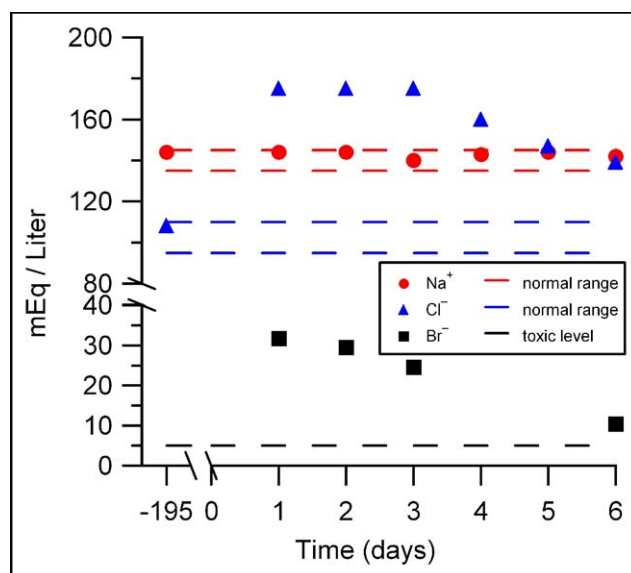 200
160
120
80
40
30
20
10
0
mEq / Liter
Na⁺ normal range
Cl⁻ normal range
Br⁻ toxic level
-195 0 1 2 3 4 5 6
Time (days)